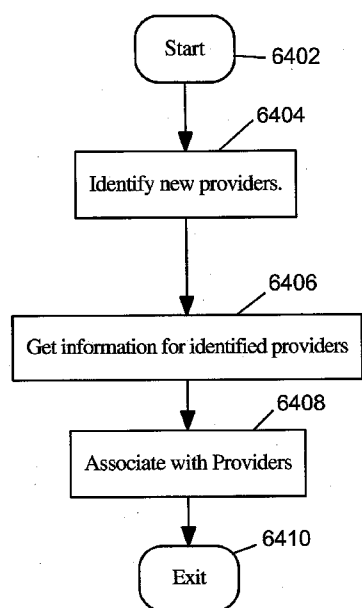 Start
6402
6404
Identify new providers.
6406
Get information for identified providers
6408
Associate with Providers
6410
Exit